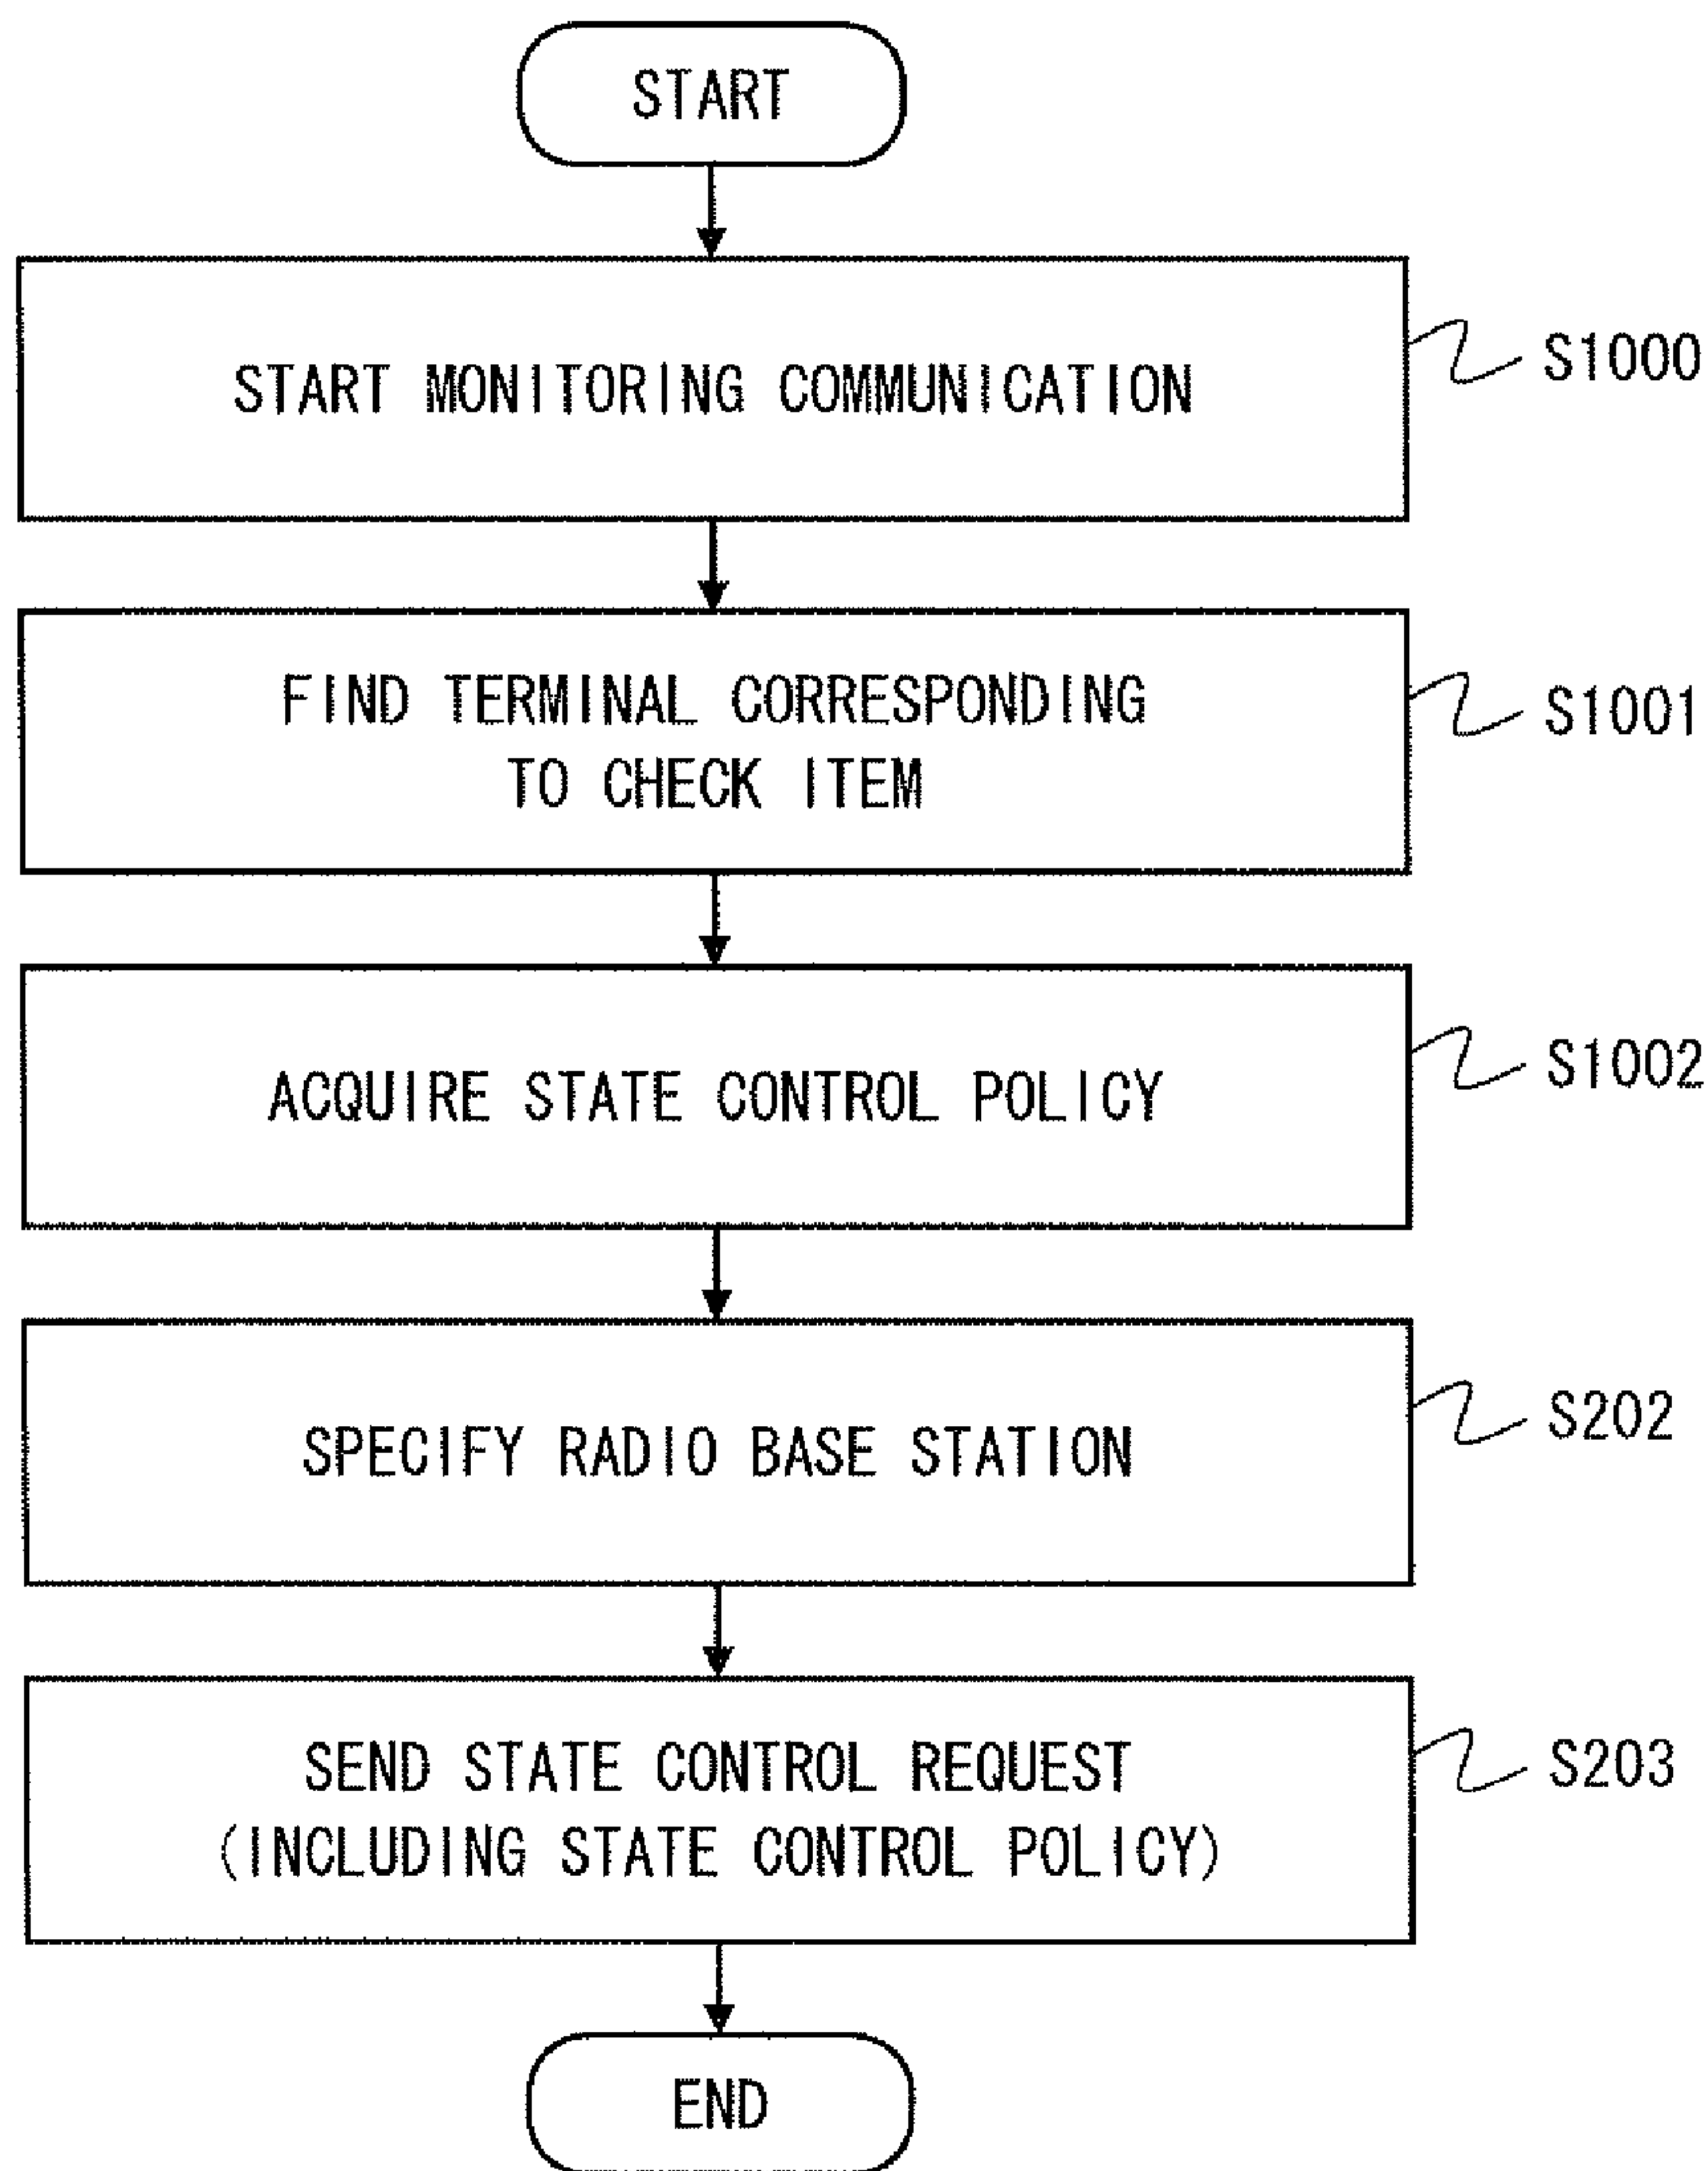 START
START MONITORING COMMUNICATION
S1000
FIND TERMINAL CORRESPONDING
TO CHECK ITEM
S1001
ACQUIRE STATE CONTROL POLICY
S1002
SPECIFY RADIO BASE STATION
S202
SEND STATE CONTROL REQUEST
(INCLUDING STATE CONTROL POLICY)
S203
END